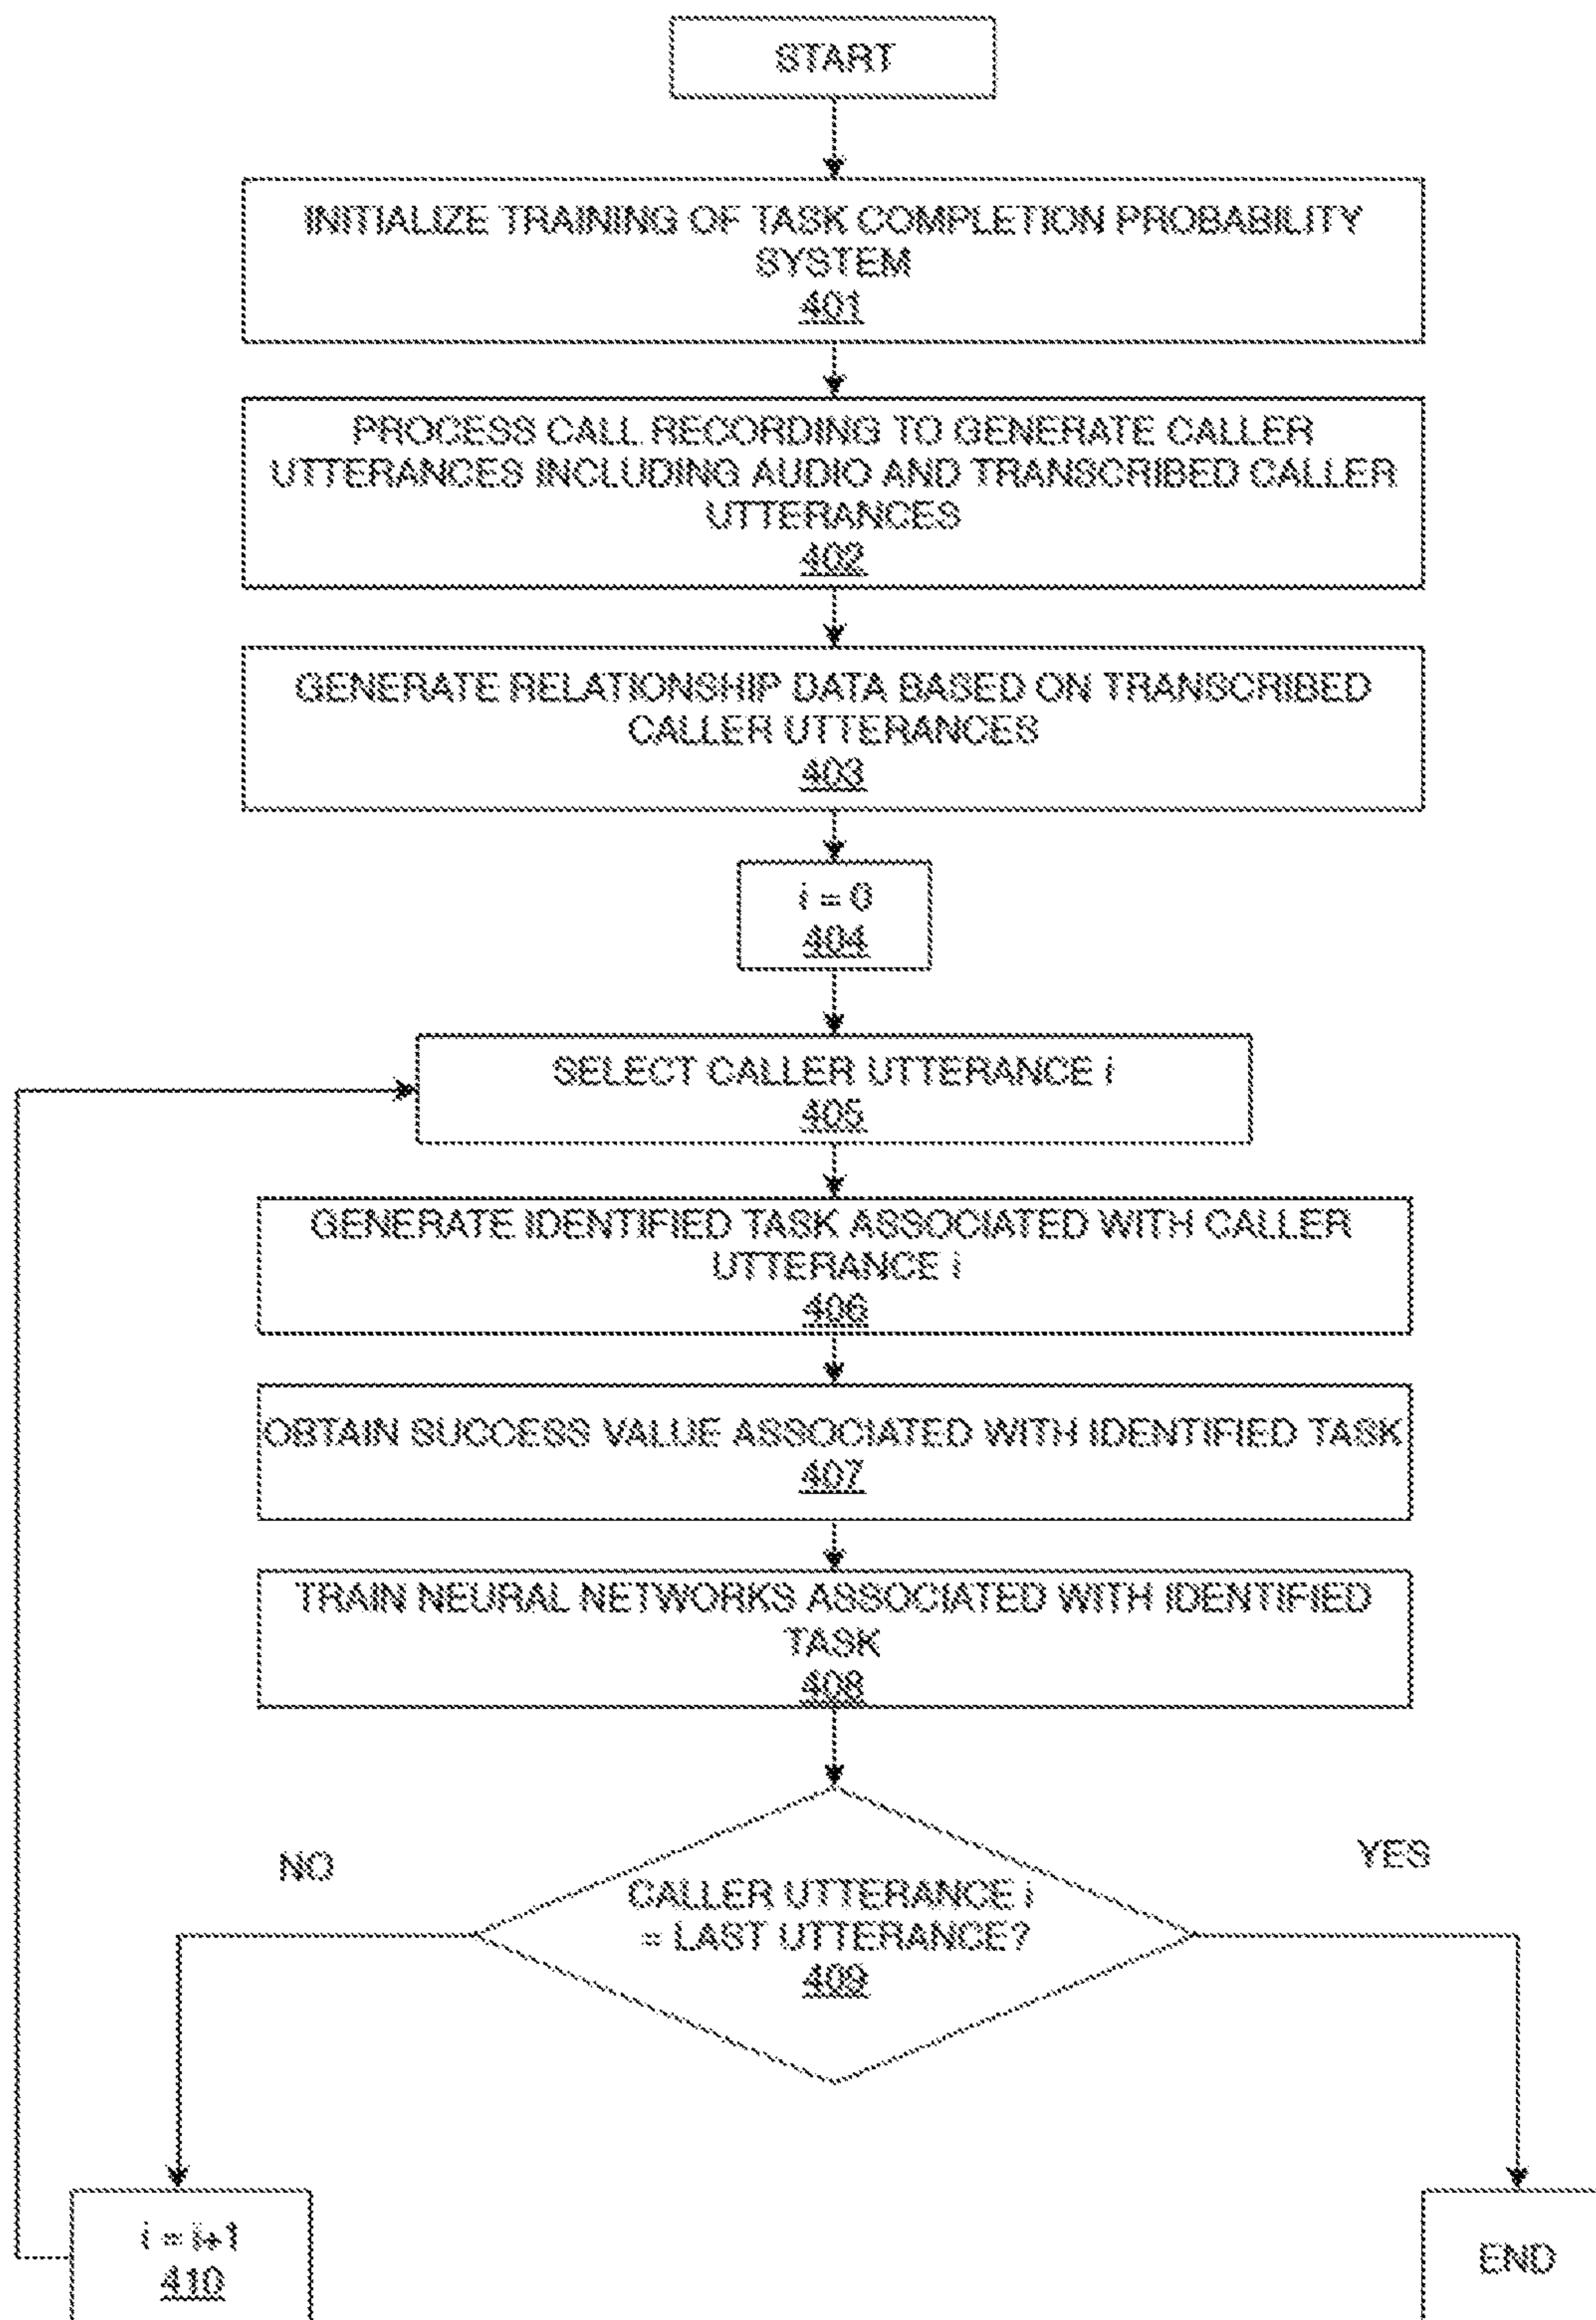 START
INITIALIZE TRAINING OF TASK COMPLETION PROBABILITY
SYSTEM
401
PROCESS CALL RECORDING TO GENERATE CALLER
UTTERANCES INCLUDING AUDIO AND TRANSCRIBED CALLER
UTTERANCES
402
GENERATE RELATIONSHIP DATA BASED ON TRANSCRIBED
CALLER UTTERANCES
403
i = 0
404
SELECT CALLER UTTERANCE i
405
GENERATE IDENTIFIED TASK ASSOCIATED WITH CALLER
UTTERANCE i
406
OBTAIN SUCCESS VALUE ASSOCIATED WITH IDENTIFIED TASK
407
TRAIN NEURAL NETWORKS ASSOCIATED WITH IDENTIFIED
TASK
408
NO
YES
CALLER UTTERANCE i
= LAST UTTERANCE?
409
i = i+1
410
END